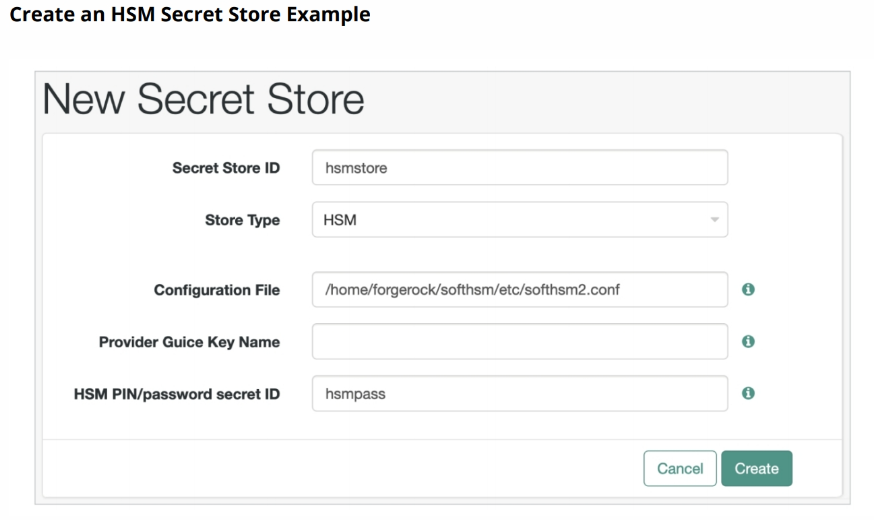 Create an HSM Secret Store Example
New Secret Store
Secret Store ID hsmstore
Store Type HSM
Configuration File /home/forgerock/softhsm/etc/softhsm2.conf
Provider Guice Key Name
HSM PIN/password secret ID hsmpass
Cancel Create